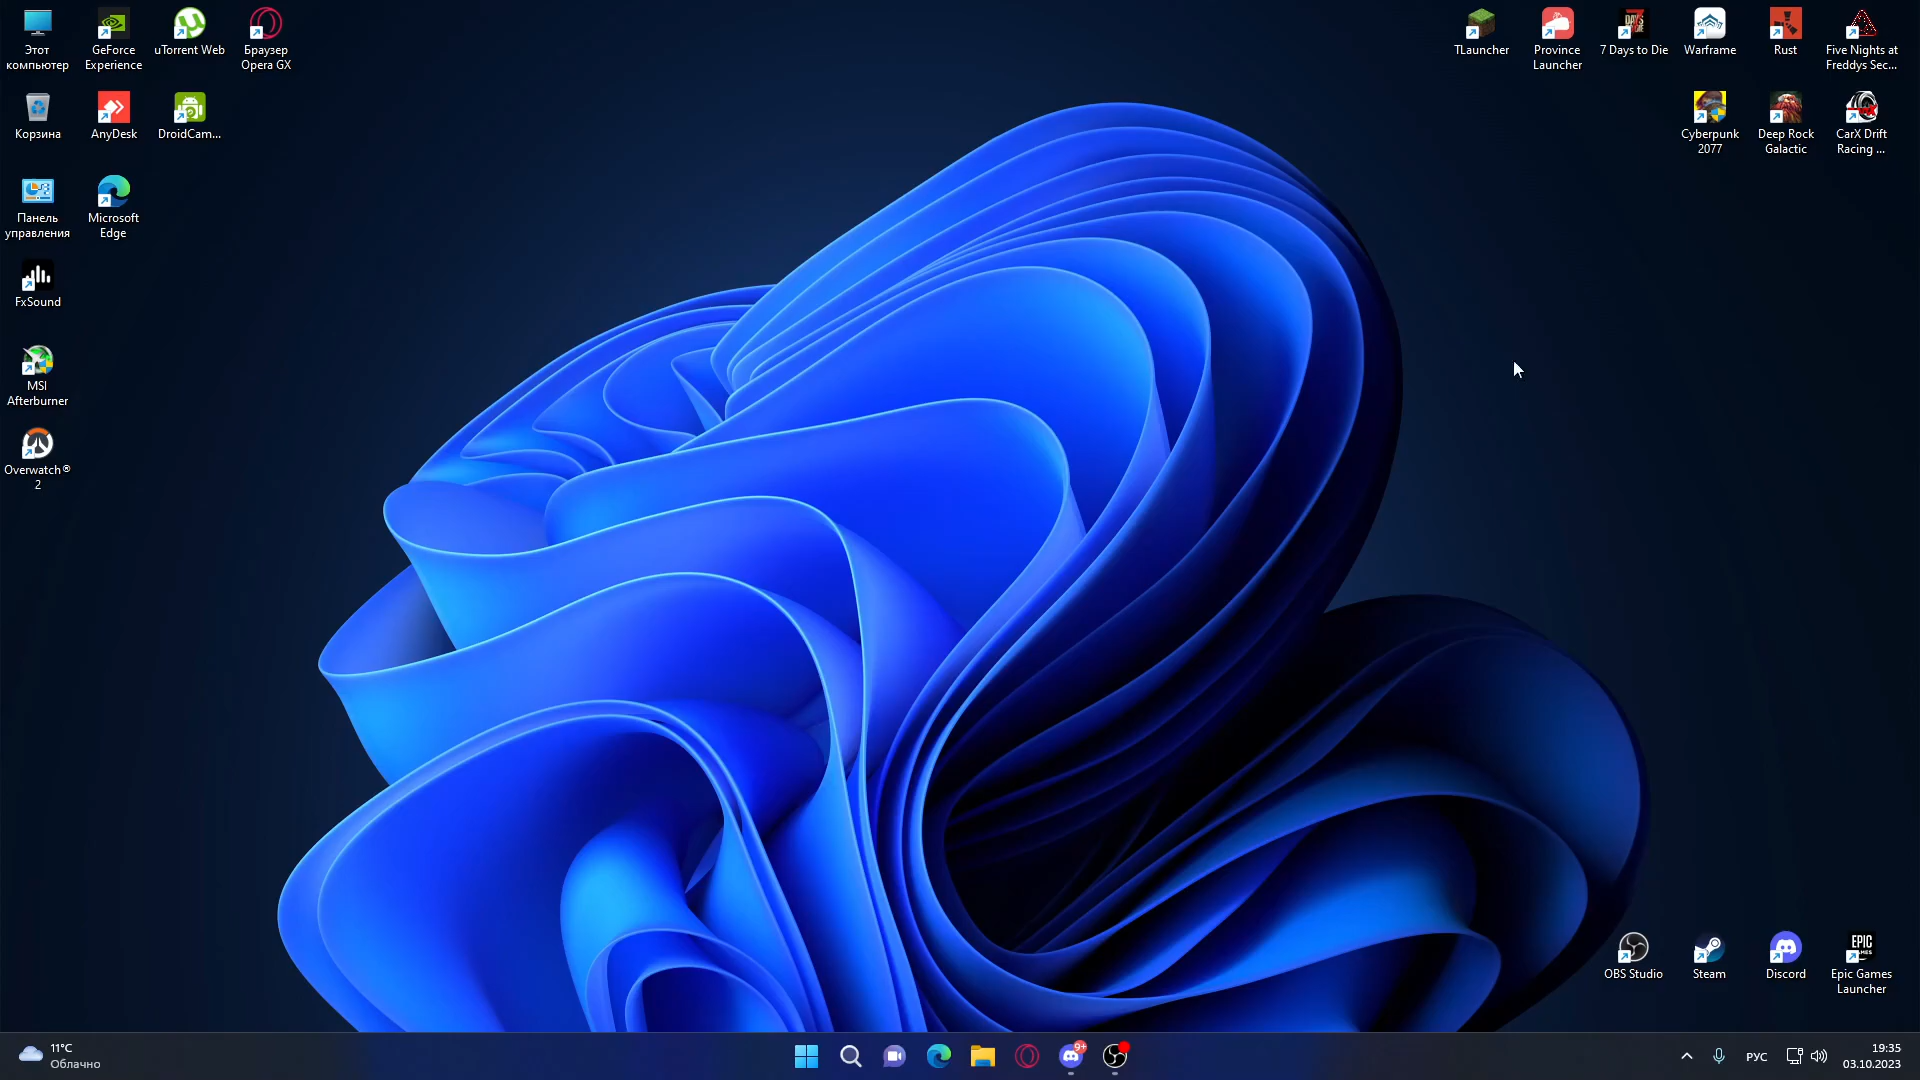 Этот
компьютер
GeForce
Experience
uTorrent Web
Браузер
Opera GX
TLauncher
Province
Launcher
7 Days to Die
Warframe
Rust
Five Nights at
Freddys Sec...
Корзина
AnyDesk
DroidCam...
Cyberpunk
2077
Deep Rock
Galactic
CarX Drift
Racing ...
Панель
управления
Microsoft
Edge
FxSound
MSI
Afterburner
Overwatch®
2
OBS Studio
Steam
Discord
EPIC
GAMES
Epic Games
Launcher
11°C
Облачно
9+
РУС
19:35
03.10.2023